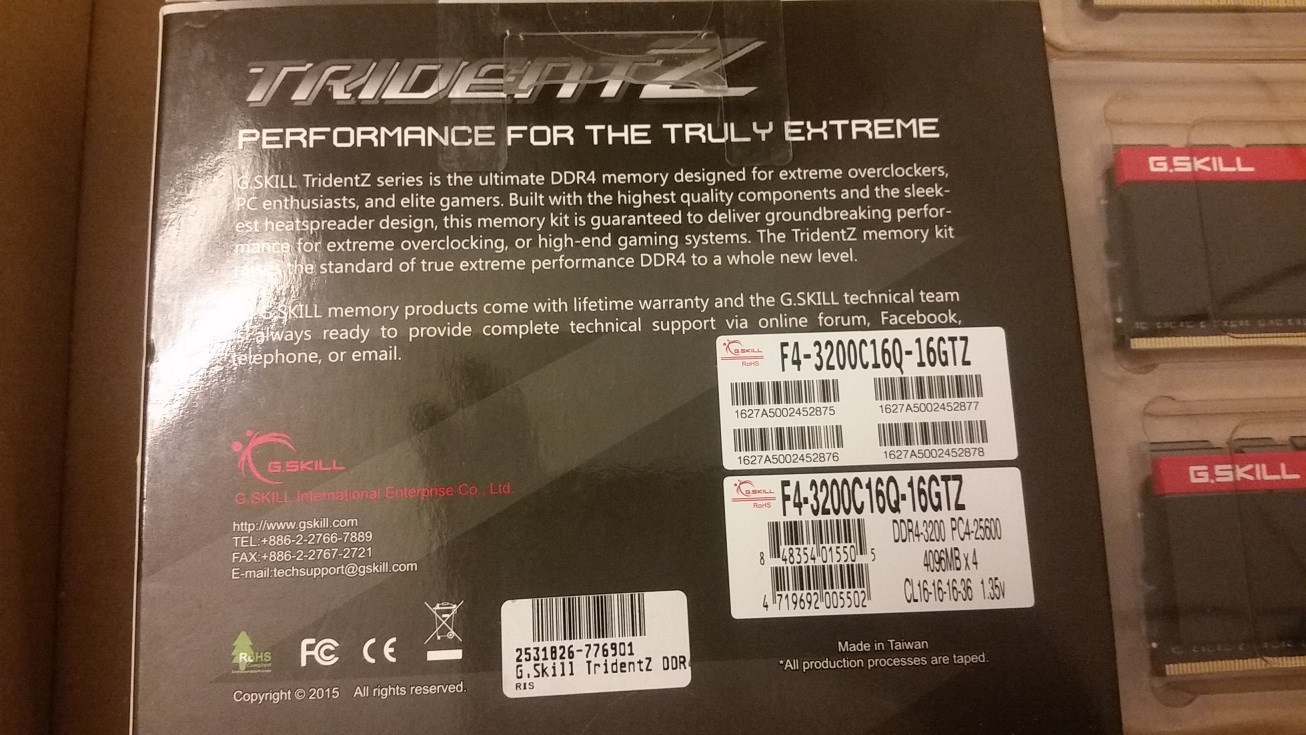 TRIDENTZ
PERFORMANCE FOR THE TRULY EXTREME
G.SKILL TridentZ series is the ultimate DDR4 memory designed for extreme overclockers,
PC enthusiasts, and elite gamers. Built with the highest quality components and the sleek-
est heatspreader design, this memory kit is guaranteed to deliver groundbreaking perfor-
mance for extreme overclocking, or high-end gaming systems. The TridentZ memory kit
the standard of true extreme performance DDR4 to a whole new level.
G.SKILL memory products come with lifetime warranty and the G.SKILL technical team
always ready to provide complete technical support via online forum, Facebook,
telephone, or email.
G.SKILL
RoHS
F4-3200C16Q-16GTZ
1627A5002452875
1627A5002452877
1627A5002452876
1627A5002452878
G.SKILL
RoHS
F4-3200C16Q-16GTZ
DDR4-3200 PC4-25600
8 48354 01550 5
4096MB x 4
4 719692 005502
CL16-16-16-36 1.35v
G.SKILL
G.SKILL International Enterprise Co., Ltd.
http://www.gskill.com
TEL:+886-2-2766-7889
FAX:+886-2-2767-2721
E-mail:techsupport@gskill.com
RoHS
FC CE
2531826-776901
G.Skill TridentZ DDR
RIS
Made in Taiwan
*All production processes are taped.
Copyright © 2015 All rights reserved.
G.SKILL
G.SKILL